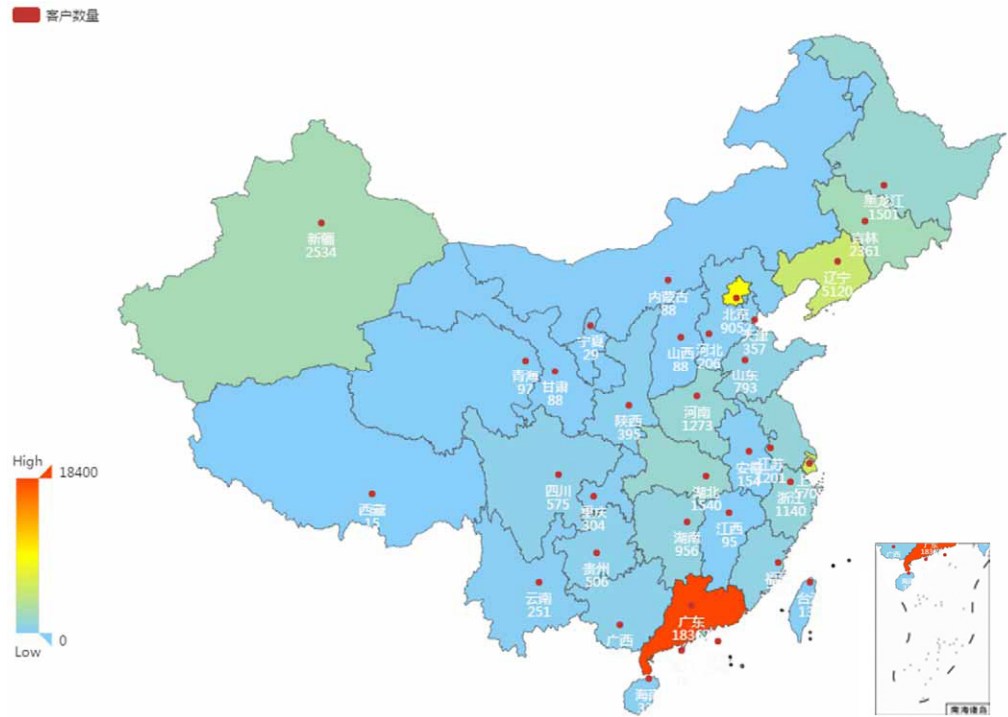 客户数量
黑龙江
1501
吉林
2361
新疆
2534
辽宁
5120
内蒙古
88
北京
9052
天津
357
宁夏
29
山西
88
河北
206
青海
97
甘肃
88
山东
793
陕西
395
河南
1273
安徽
154
江苏
1201
High
18400
四川
575
湖北
1540
浙江
1140
西藏
15
重庆
304
湖南
956
江西
95
贵州
506
云南
251
广东
广西
0
Low
海南
南海诸岛